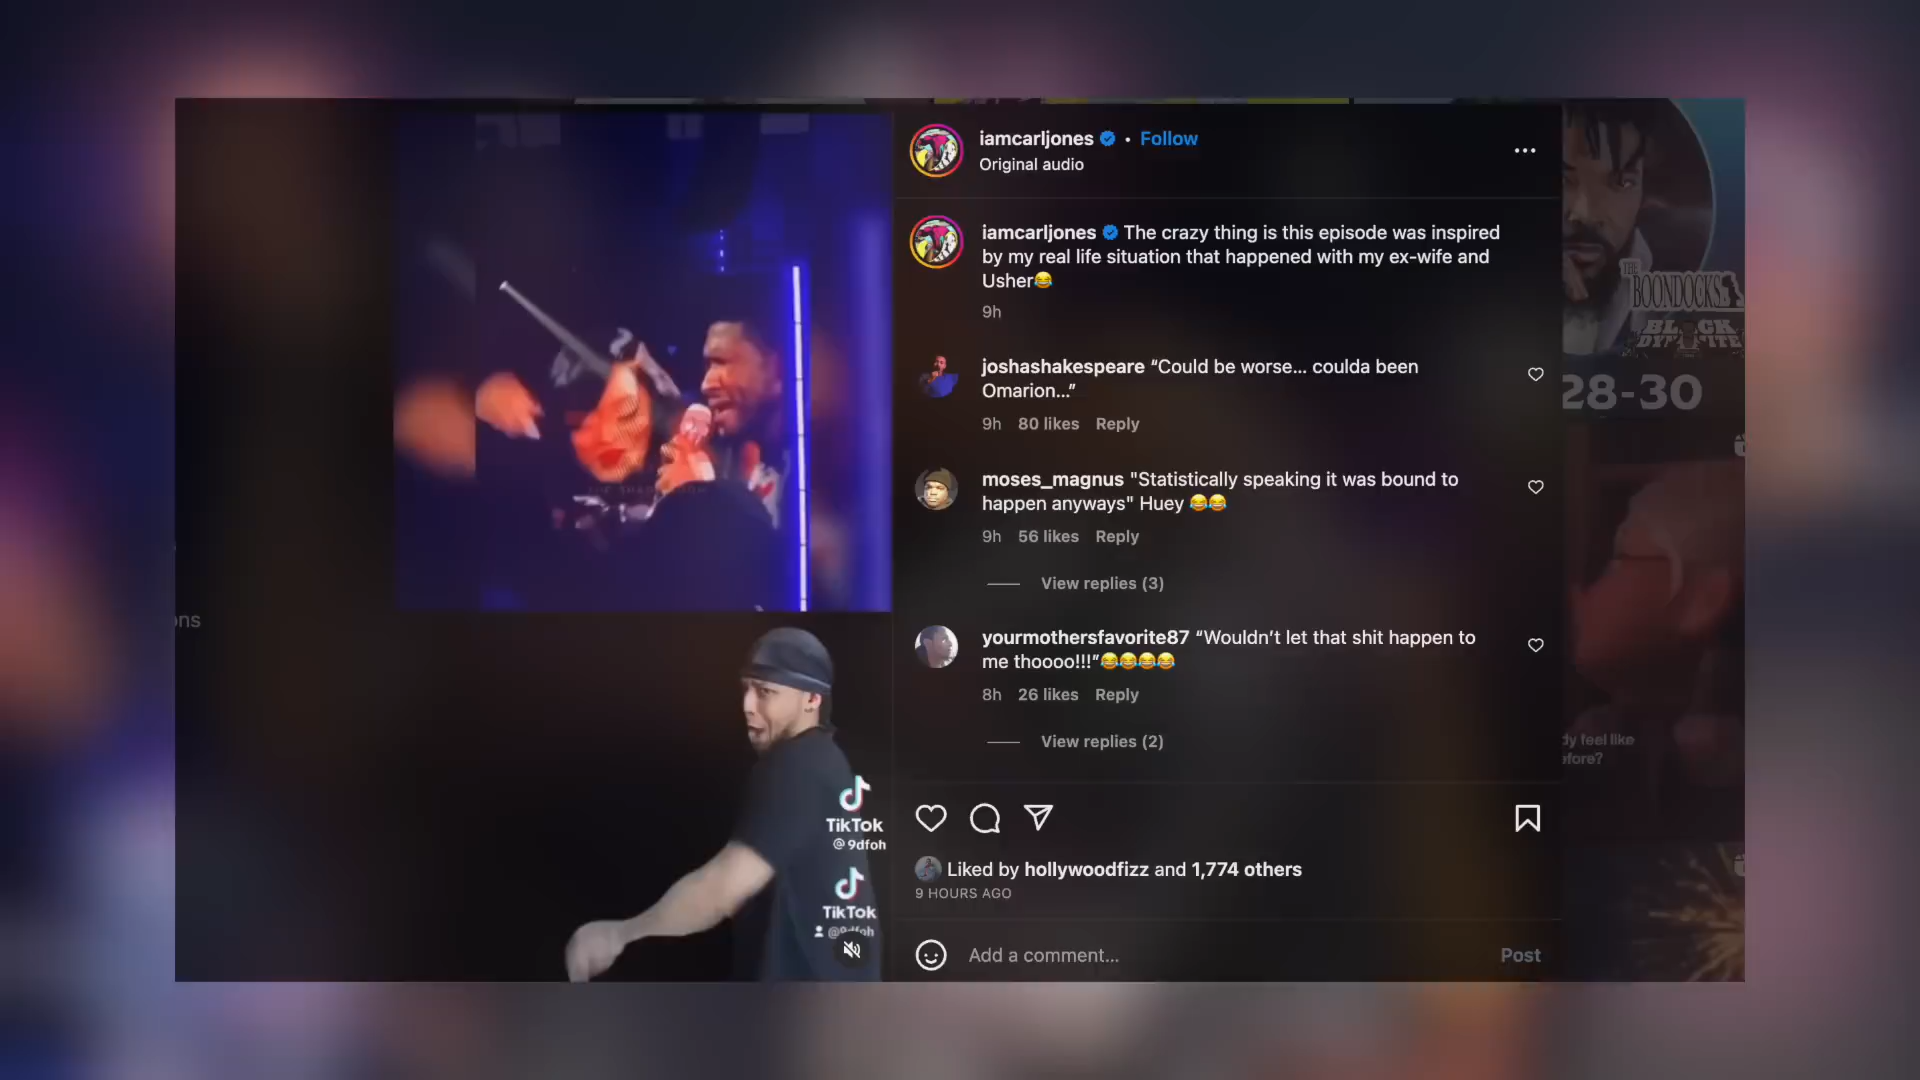 iamcarljones • Follow
Original audio
iamcarljones The crazy thing is this episode was inspired
by my real life situation that happened with my ex-wife and
Usher😂
9h
joshashakespeare “Could be worse... coulda been
Omarion...”
9h 80 likes Reply
moses_magnus "Statistically speaking it was bound to
happen anyways" Huey 😂😂
9h 56 likes Reply
View replies (3)
yourmothersfavorite87 “Wouldn’t let that shit happen to
me thoooo!!!”😂😂😂😂
8h 26 likes Reply
View replies (2)
Liked by hollywoodfizz and 1,774 others
9 HOURS AGO
Add a comment...
Post
TikTok
@9dfoh
TikTok
@9dfoh
THE
BOONDOCKS
BLACK
DYNAMITE
28-30
dy feel like
efore?
ons